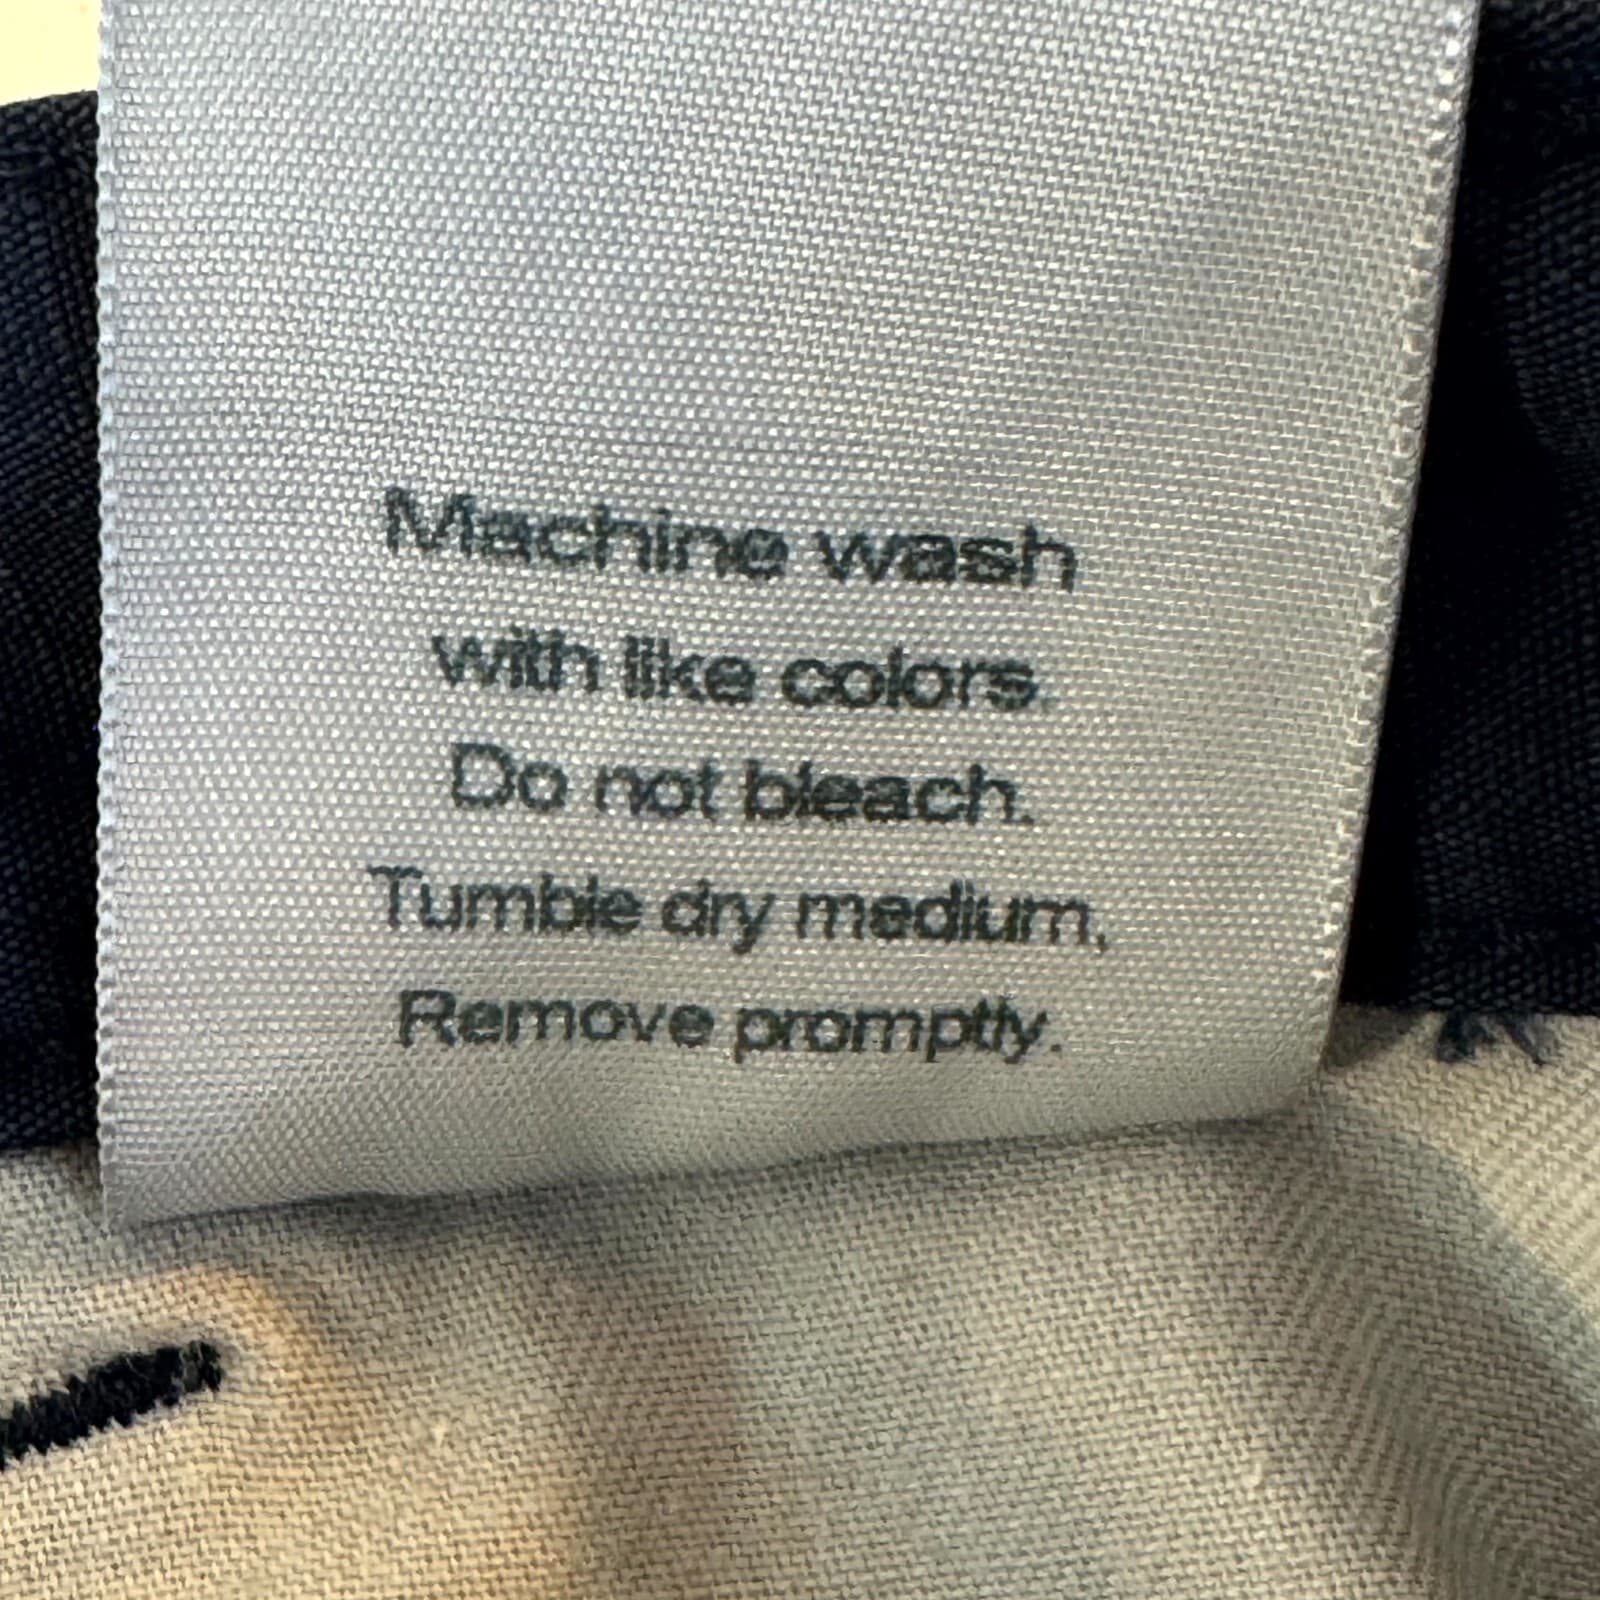 Machine wash
with like colors.
Do not bleach.
Tumble dry medium,
Remove promptly.